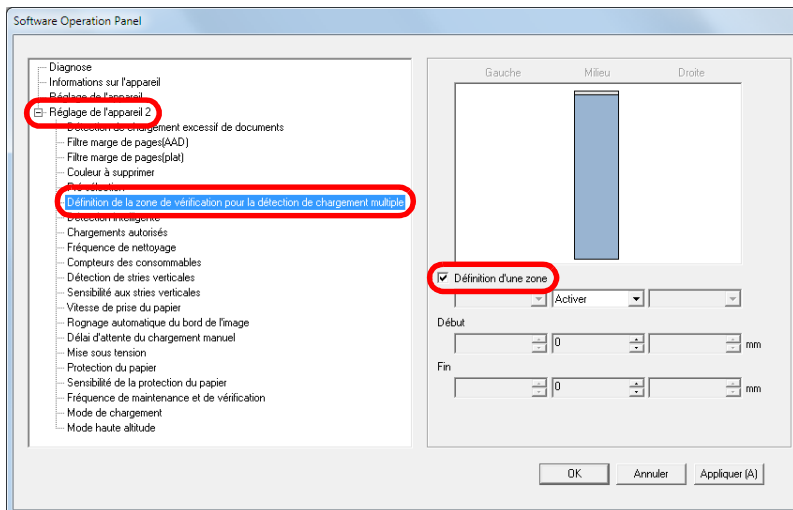 Software Operation Panel
Diagnose
Informations sur l'appareil
Réglage de l'appareil
Réglage de l'appareil 2
Détection de chargement excessif de documents
Filtre marge de pages(AAD)
Filtre marge de pages(plat)
Couleur à supprimer
Pré-sélection
Définition de la zone de vérification pour la détection de chargement multiple
Détection intelligente
Chargements autorisés
Fréquence de nettoyage
Compteurs des consommables
Détection de stries verticales
Sensibilité aux stries verticales
Vitesse de prise du papier
Rognage automatique du bord de l'image
Délai d'attente du chargement manuel
Mise sous tension
Protection du papier
Sensibilité de la protection du papier
Fréquence de maintenance et de vérification
Mode de chargement
Mode haute altitude
Gauche Milieu Droite
Définition d'une zone
Activer
Début
0 mm
Fin
0 mm
OK Annuler Appliquer (A)